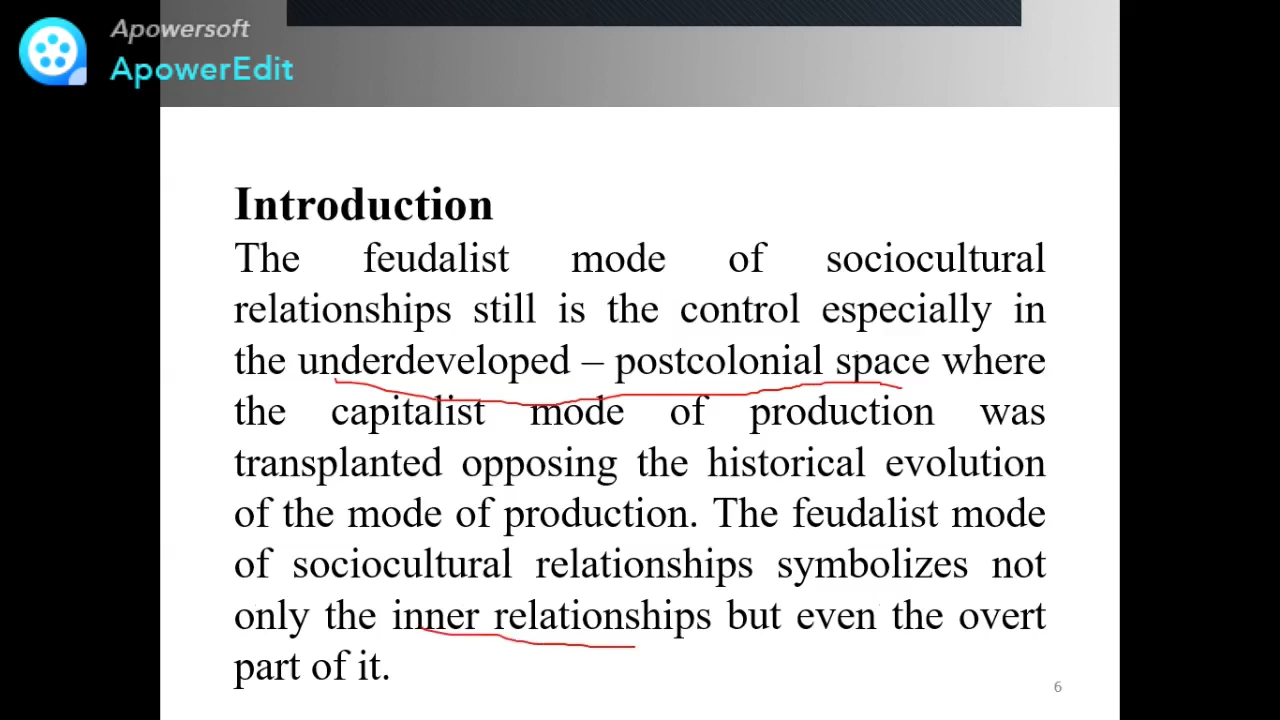 Apowersoft
ApowerEdit
Introduction
The feudalist mode of sociocultural
relationships still is the control especially in
the underdeveloped – postcolonial space where
the capitalist mode of production was
transplanted opposing the historical evolution
of the mode of production. The feudalist mode
of sociocultural relationships symbolizes not
only the inner relationships but even the overt
part of it.
6